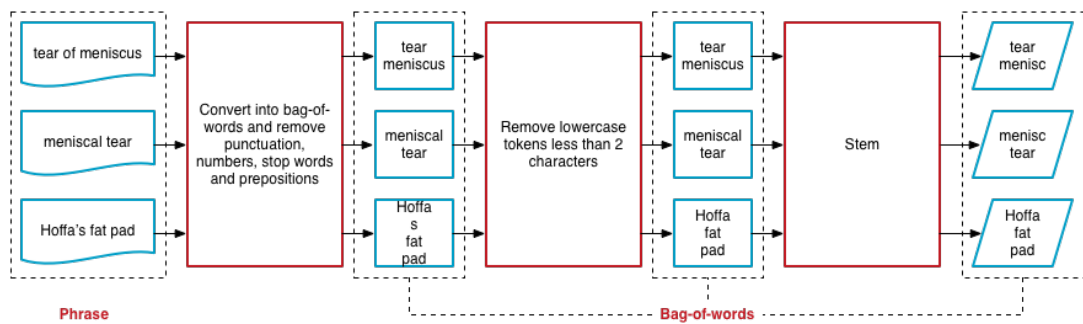 tear of meniscus
meniscal tear
Hoffa's fat pad
Phrase
Convert into bag-of-
words and remove
punctuation,
numbers, stop words
and prepositions
tear
meniscus
meniscal
tear
Hoffa
s
fat
pad
Remove lowercase
tokens less than 2
characters
tear
meniscus
meniscal
tear
Hoffa
fat
pad
Stem
tear
menisc
menisc
tear
Hoffa
fat
pad
Bag-of-words